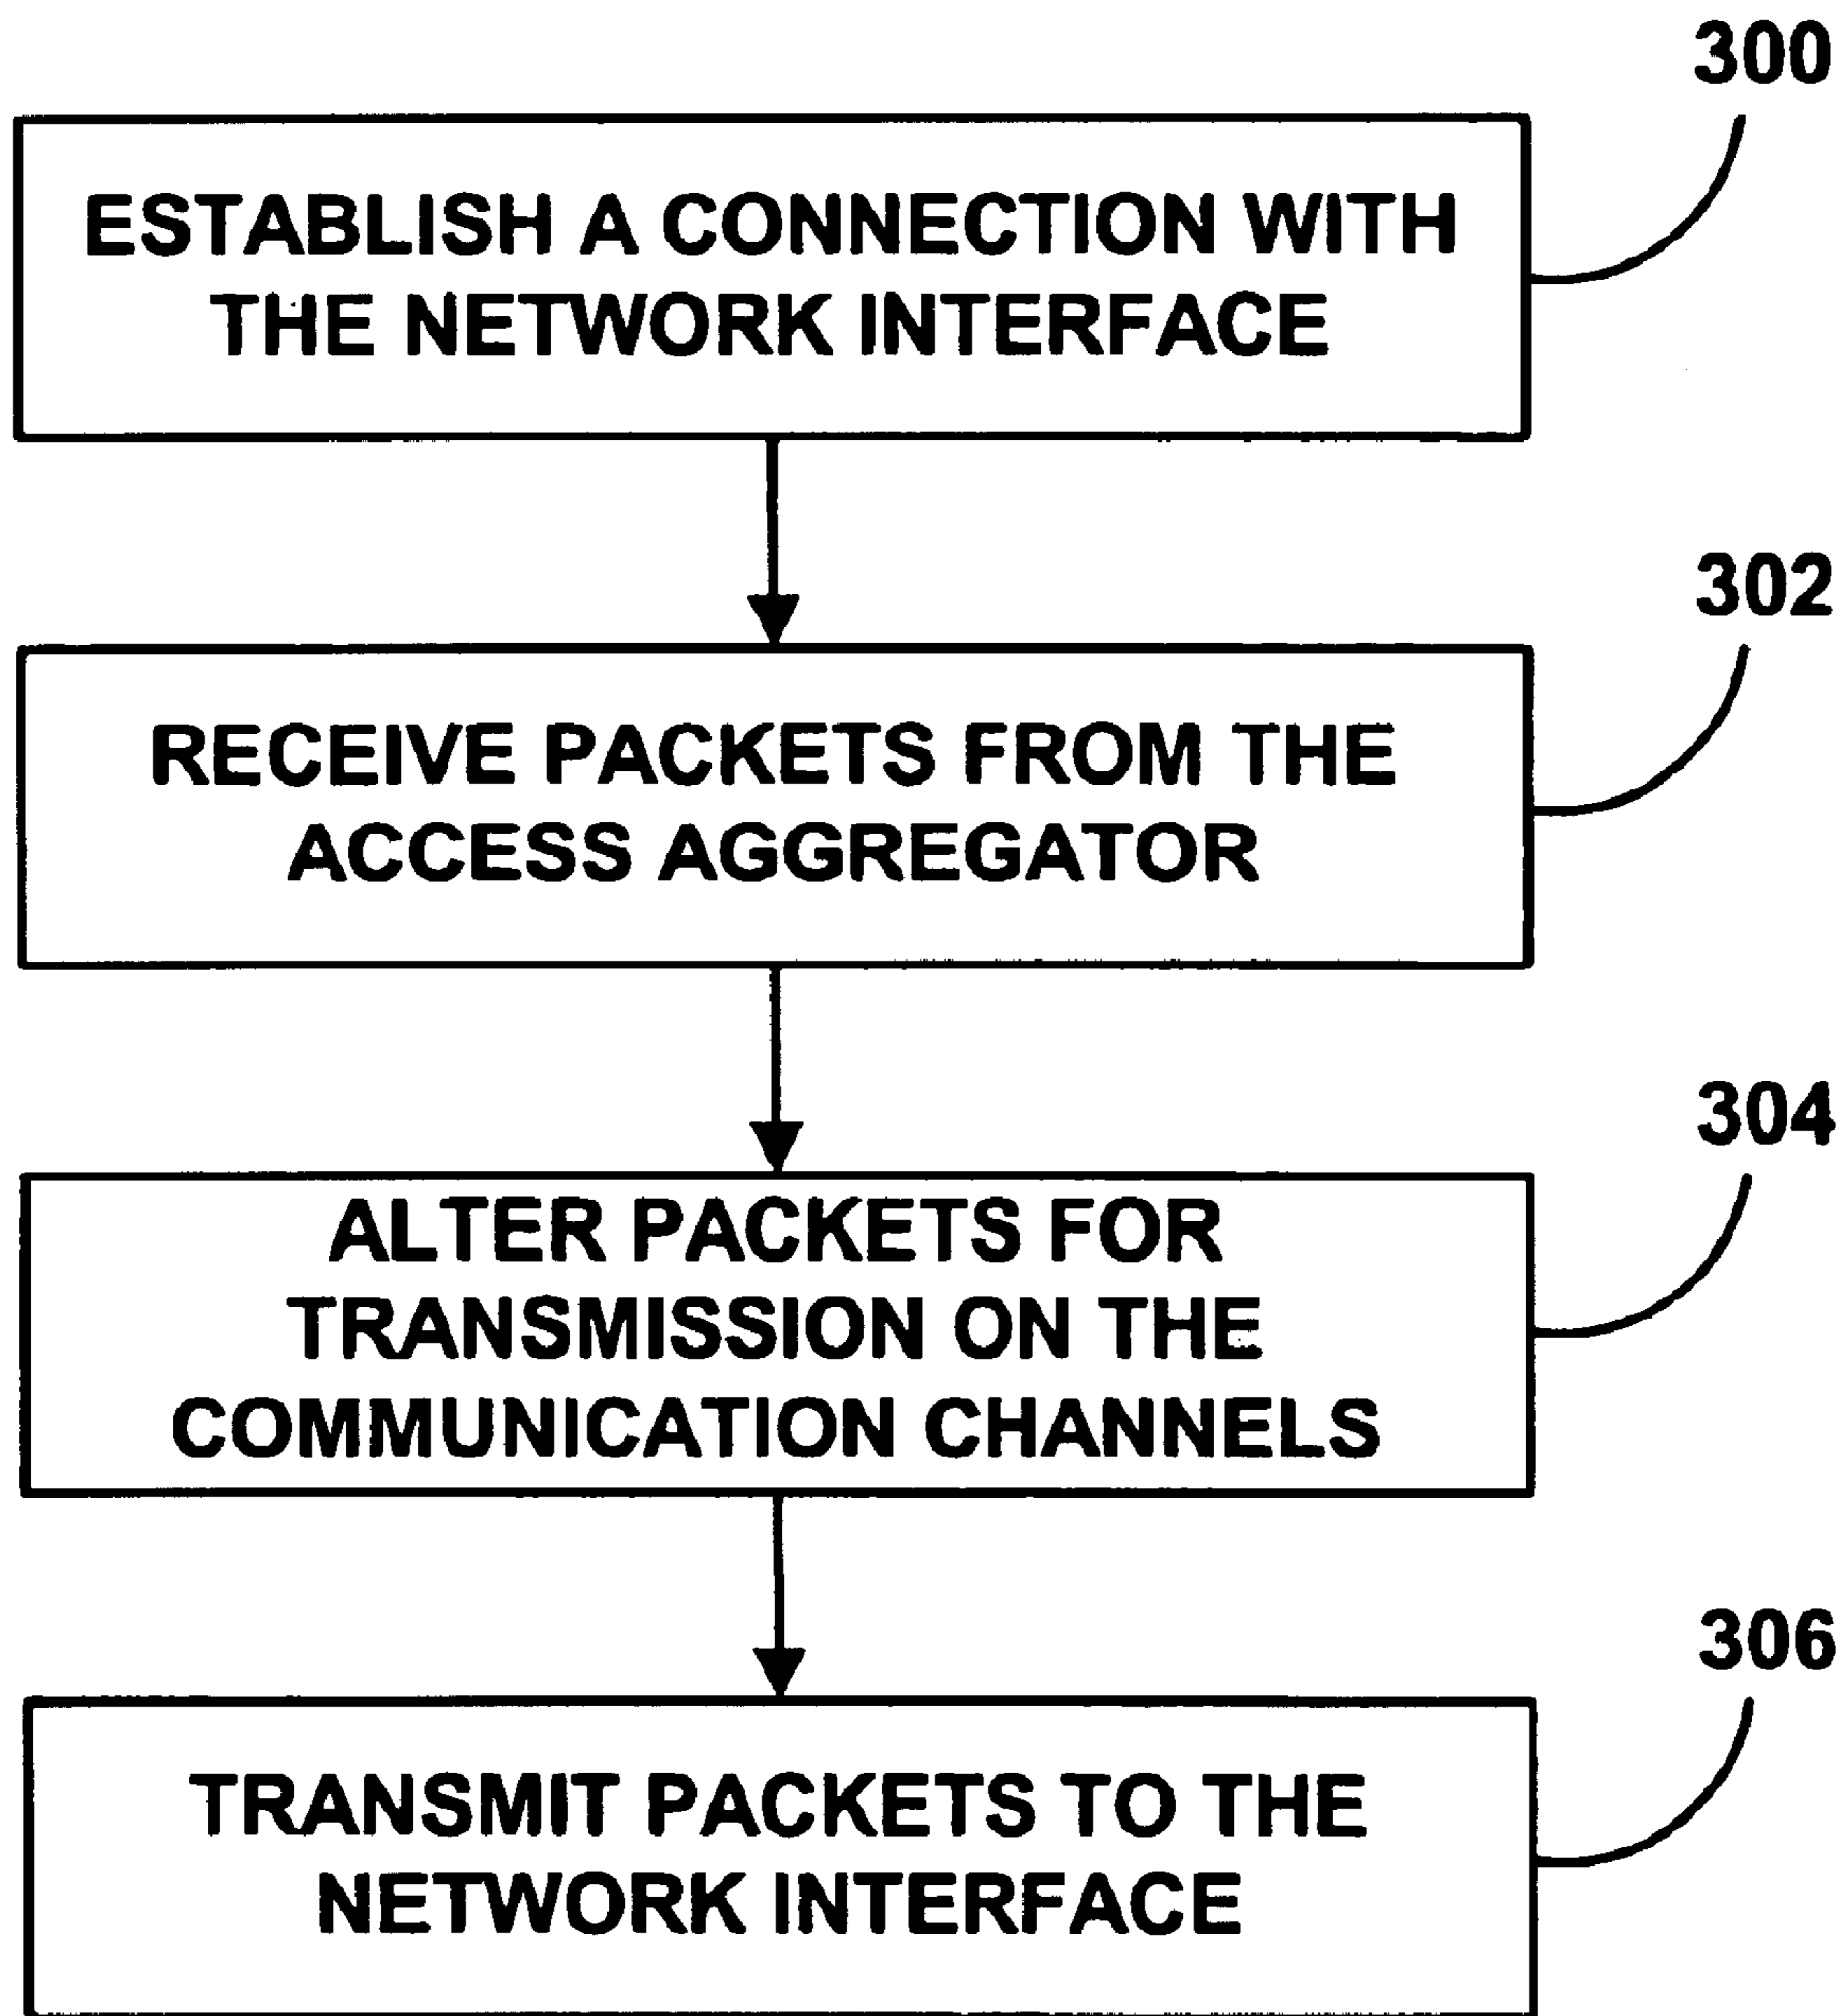 300
ESTABLISH A CONNECTION WITH
THE NETWORK INTERFACE
302
RECEIVE PACKETS FROM THE
ACCESS AGGREGATOR
304
ALTER PACKETS FOR
TRANSMISSION ON THE
COMMUNICATION CHANNELS
306
TRANSMIT PACKETS TO THE
NETWORK INTERFACE